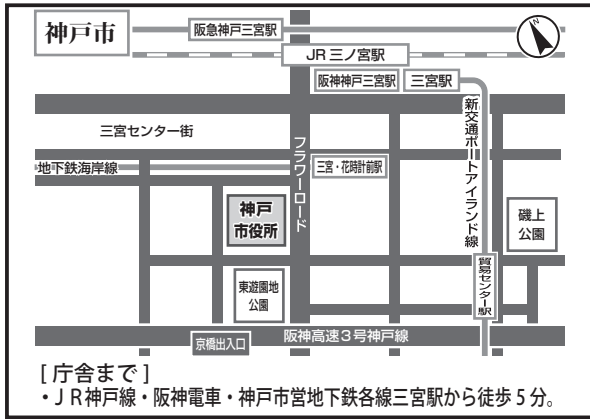 神戸市
阪急神戸三宮駅
N
JR 三ノ宮駅
阪神神戸三宮駅
三宮駅
三宮センター街
新交通ポートアイランド線
フラワーロード
地下鉄海岸線
三宮・花時計前駅
神戸
市役所
磯上
公園
東遊園地
公園
貿易センター駅
京橋出入口
阪神高速3号神戸線
[ 庁舎まで ]
・ＪＲ神戸線・阪神電車・神戸市営地下鉄各線三宮駅から徒歩 5 分。